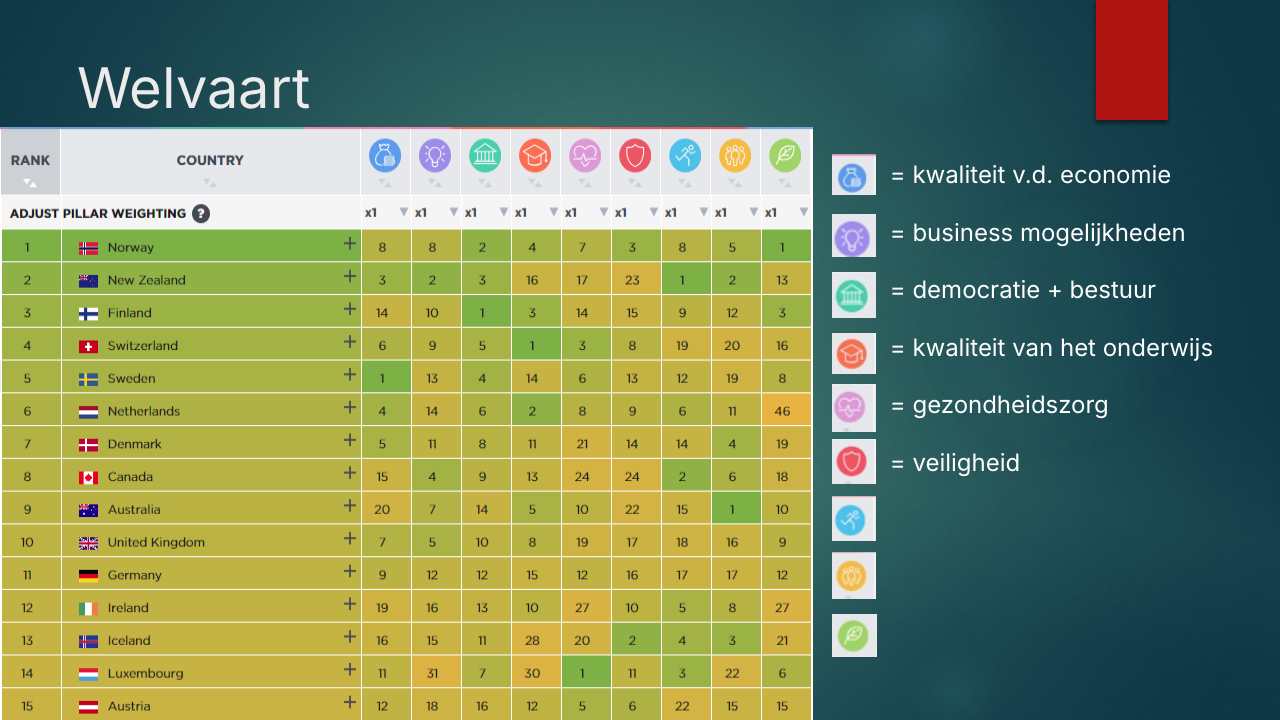 Welvaart
RANK COUNTRY
ADJUST PILLAR WEIGHTING ? x1 x1 x1 x1 x1 x1 x1 x1 x1
1 Norway + 8 8 2 4 7 3 8 5 1
2 New Zealand + 3 2 3 16 17 23 1 2 13
3 Finland + 14 10 1 3 14 15 9 12 3
4 Switzerland + 6 9 5 1 3 8 19 20 16
5 Sweden + 1 13 4 14 6 13 12 19 8
6 Netherlands + 4 14 6 2 8 9 6 11 46
7 Denmark + 5 11 8 11 21 14 14 4 19
8 Canada + 15 4 9 13 24 24 2 6 18
9 Australia + 20 7 14 5 10 22 15 1 10
10 United Kingdom + 7 5 10 8 19 17 18 16 9
11 Germany + 9 12 12 15 12 16 17 17 12
12 Ireland + 19 16 13 10 27 10 5 8 27
13 Iceland + 16 15 11 28 20 2 4 3 21
14 Luxembourg + 11 31 7 30 1 11 3 22 6
15 Austria + 12 18 16 12 5 6 22 15 15
= kwaliteit v.d. economie
= business mogelijkheden
= democratie + bestuur
= kwaliteit van het onderwijs
= gezondheidszorg
= veiligheid